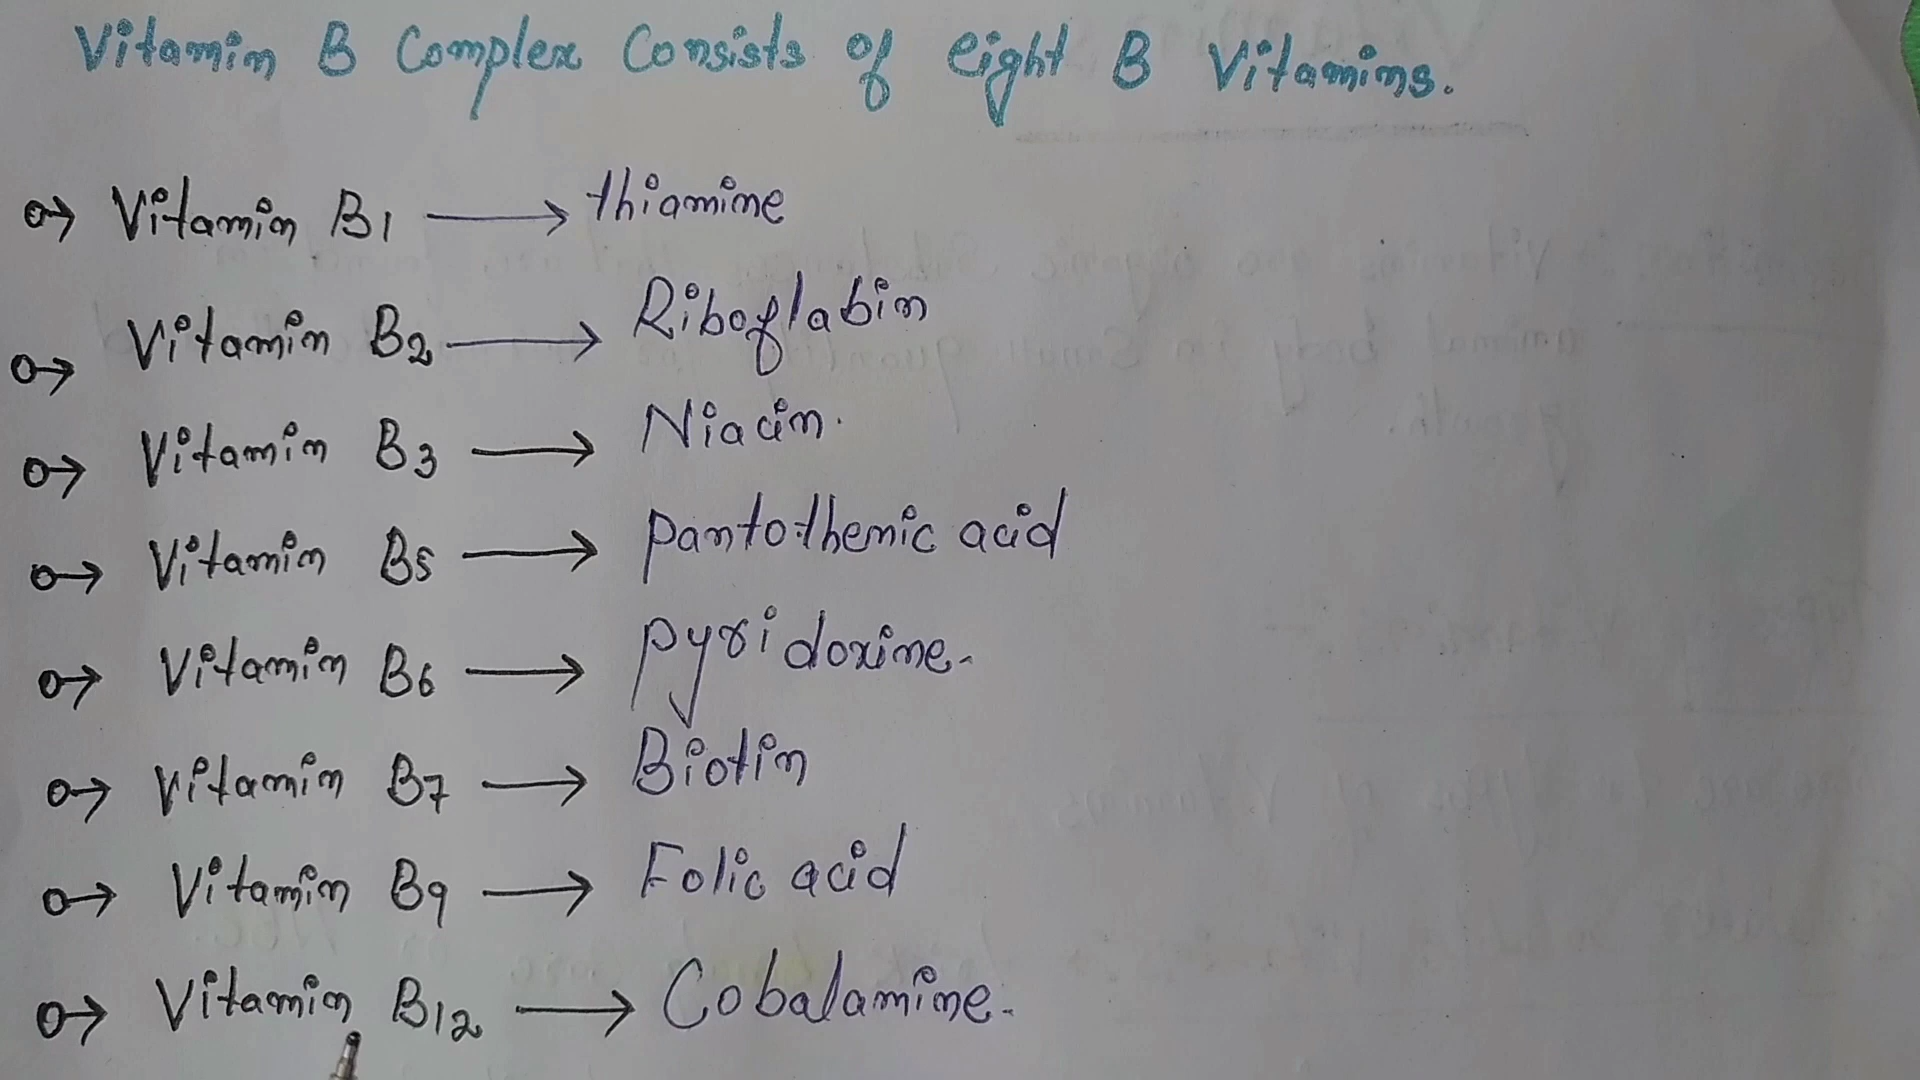 Vitamin B Complex Consists of eight B Vitamins.
Vitamin B1 → thiamine
Vitamin B2 → Riboflabin
Vitamin B3 → Niacin.
Vitamin B5 → pantothenic acid
Vitamin B6 → pyridoxine.
Vitamin B7 → Biotin
Vitamin B9 → Folic acid
Vitamin B12 → Cobalamine.